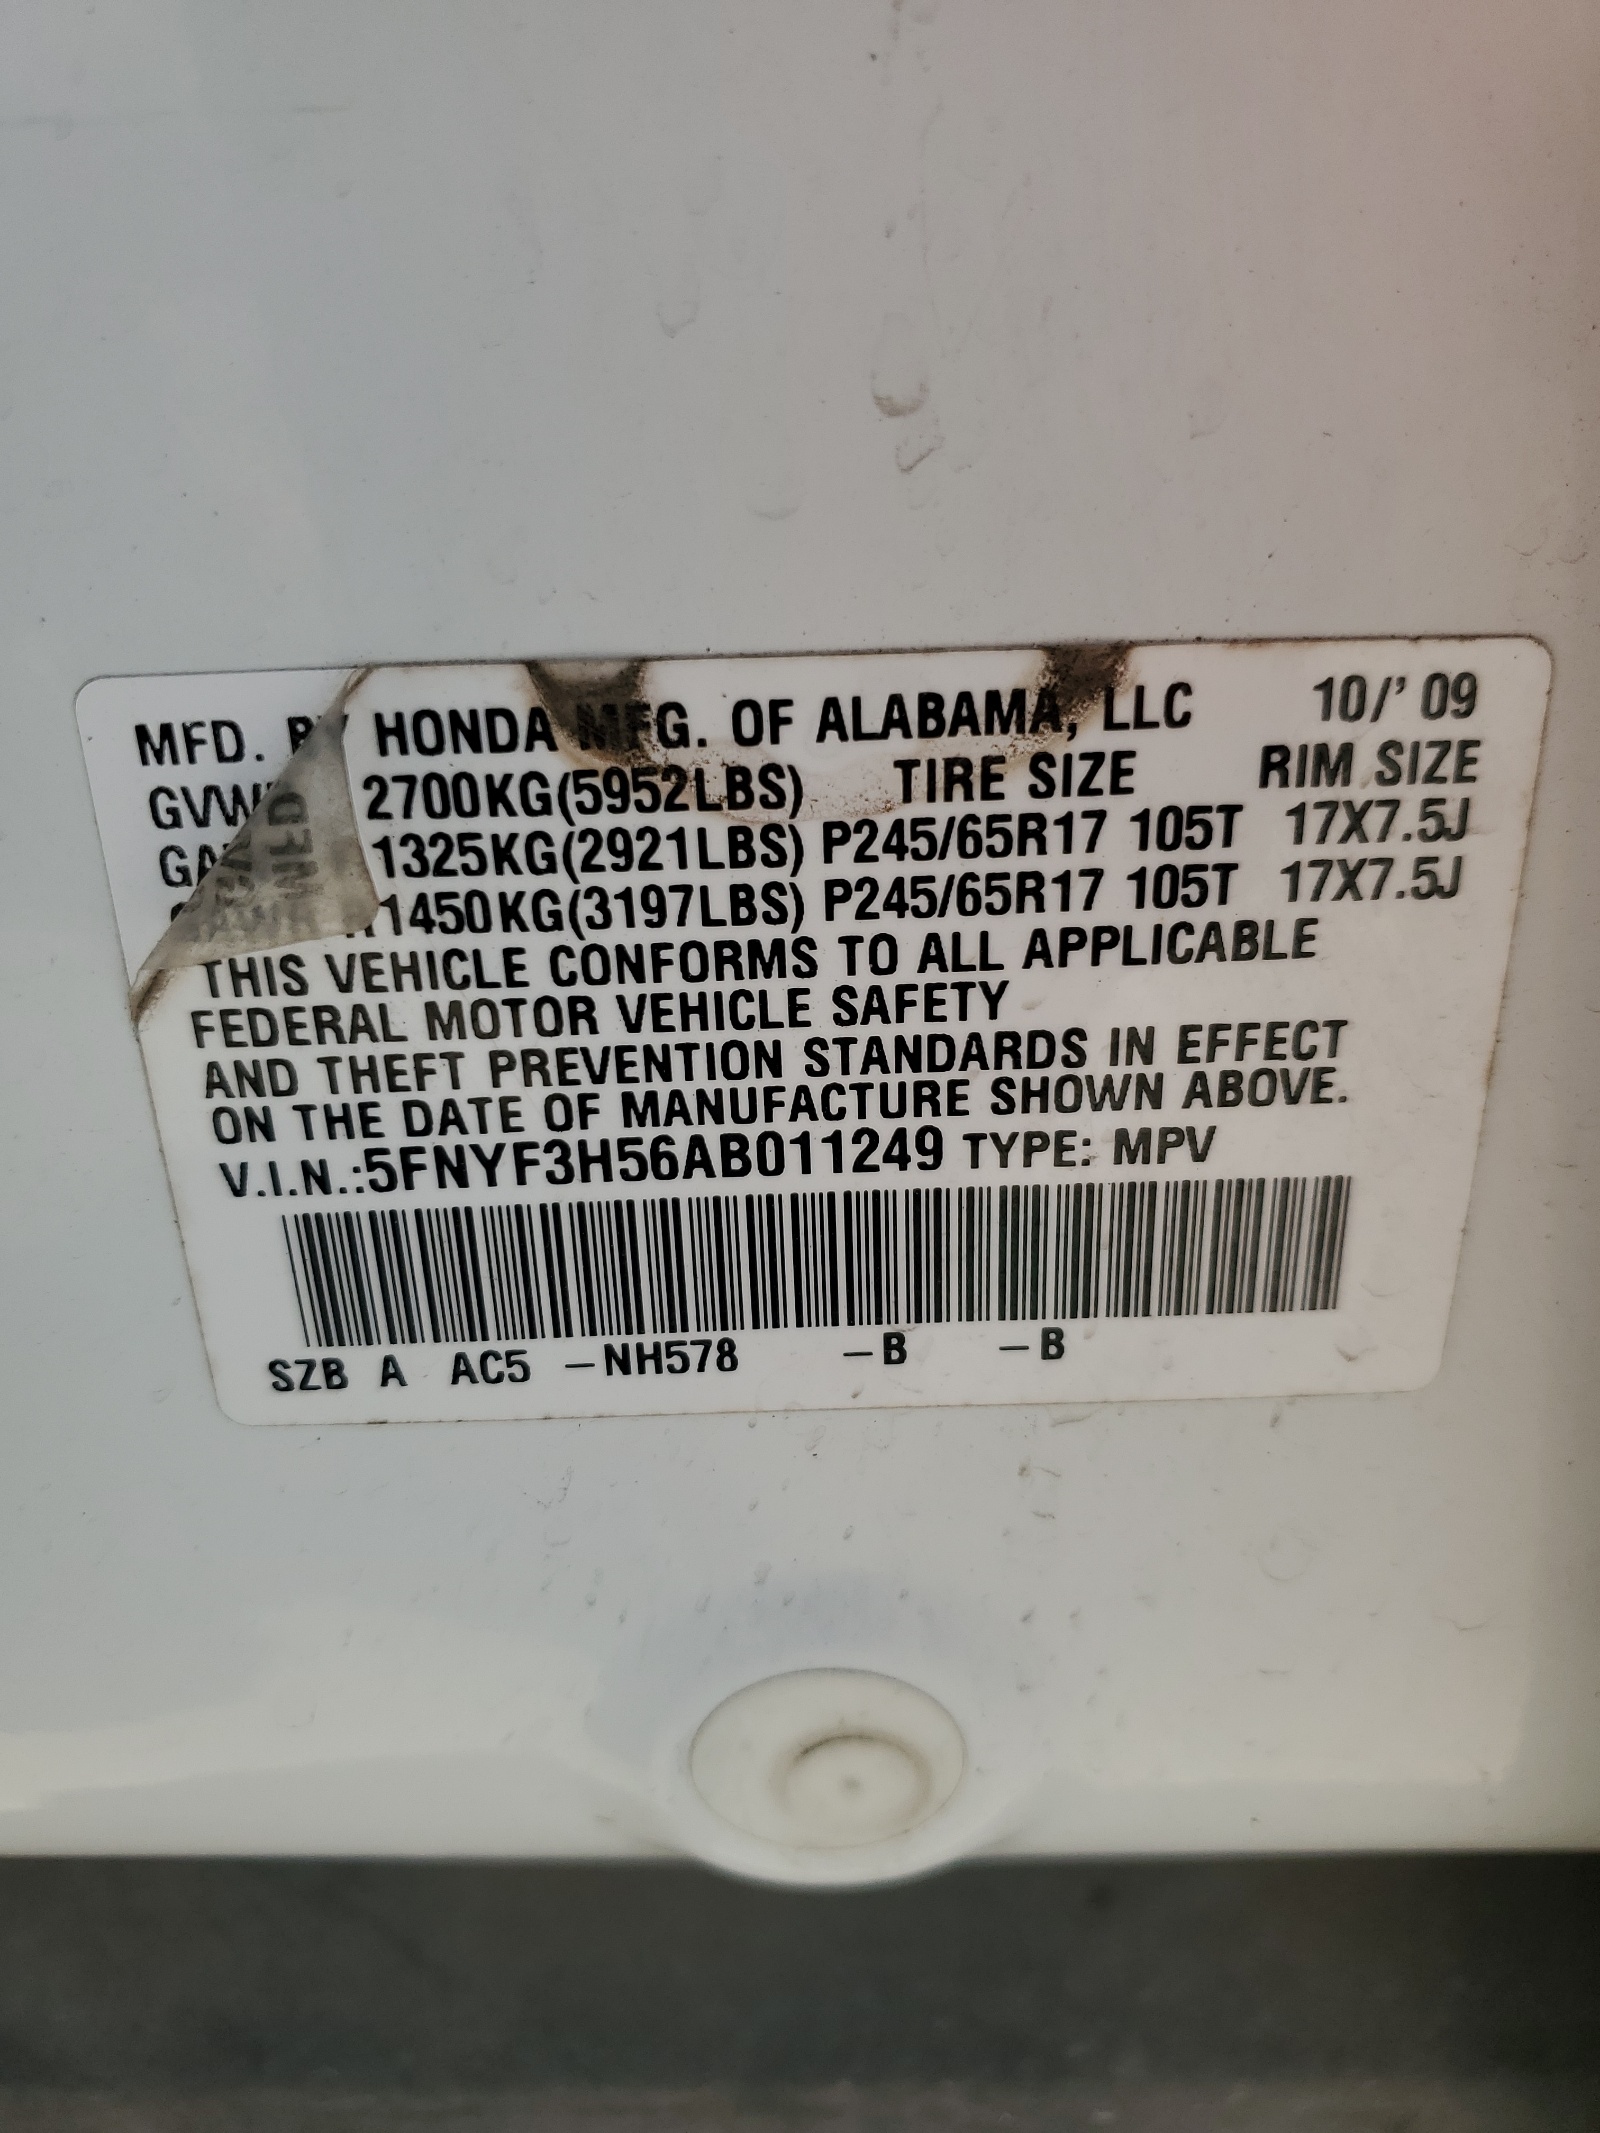 MFD. BY HONDA MFG. OF ALABAMA, LLC 10/' 09
GVW 2700KG(5952LBS) TIRE SIZE RIM SIZE
GA 1325KG(2921LBS) P245/65R17 105T 17X7.5J
1450KG(3197LBS) P245/65R17 105T 17X7.5J
THIS VEHICLE CONFORMS TO ALL APPLICABLE
FEDERAL MOTOR VEHICLE SAFETY
AND THEFT PREVENTION STANDARDS IN EFFECT
ON THE DATE OF MANUFACTURE SHOWN ABOVE.
V.I.N.:5FNYF3H56AB011249 TYPE: MPV
SZB A AC5 –NH578 –B –B